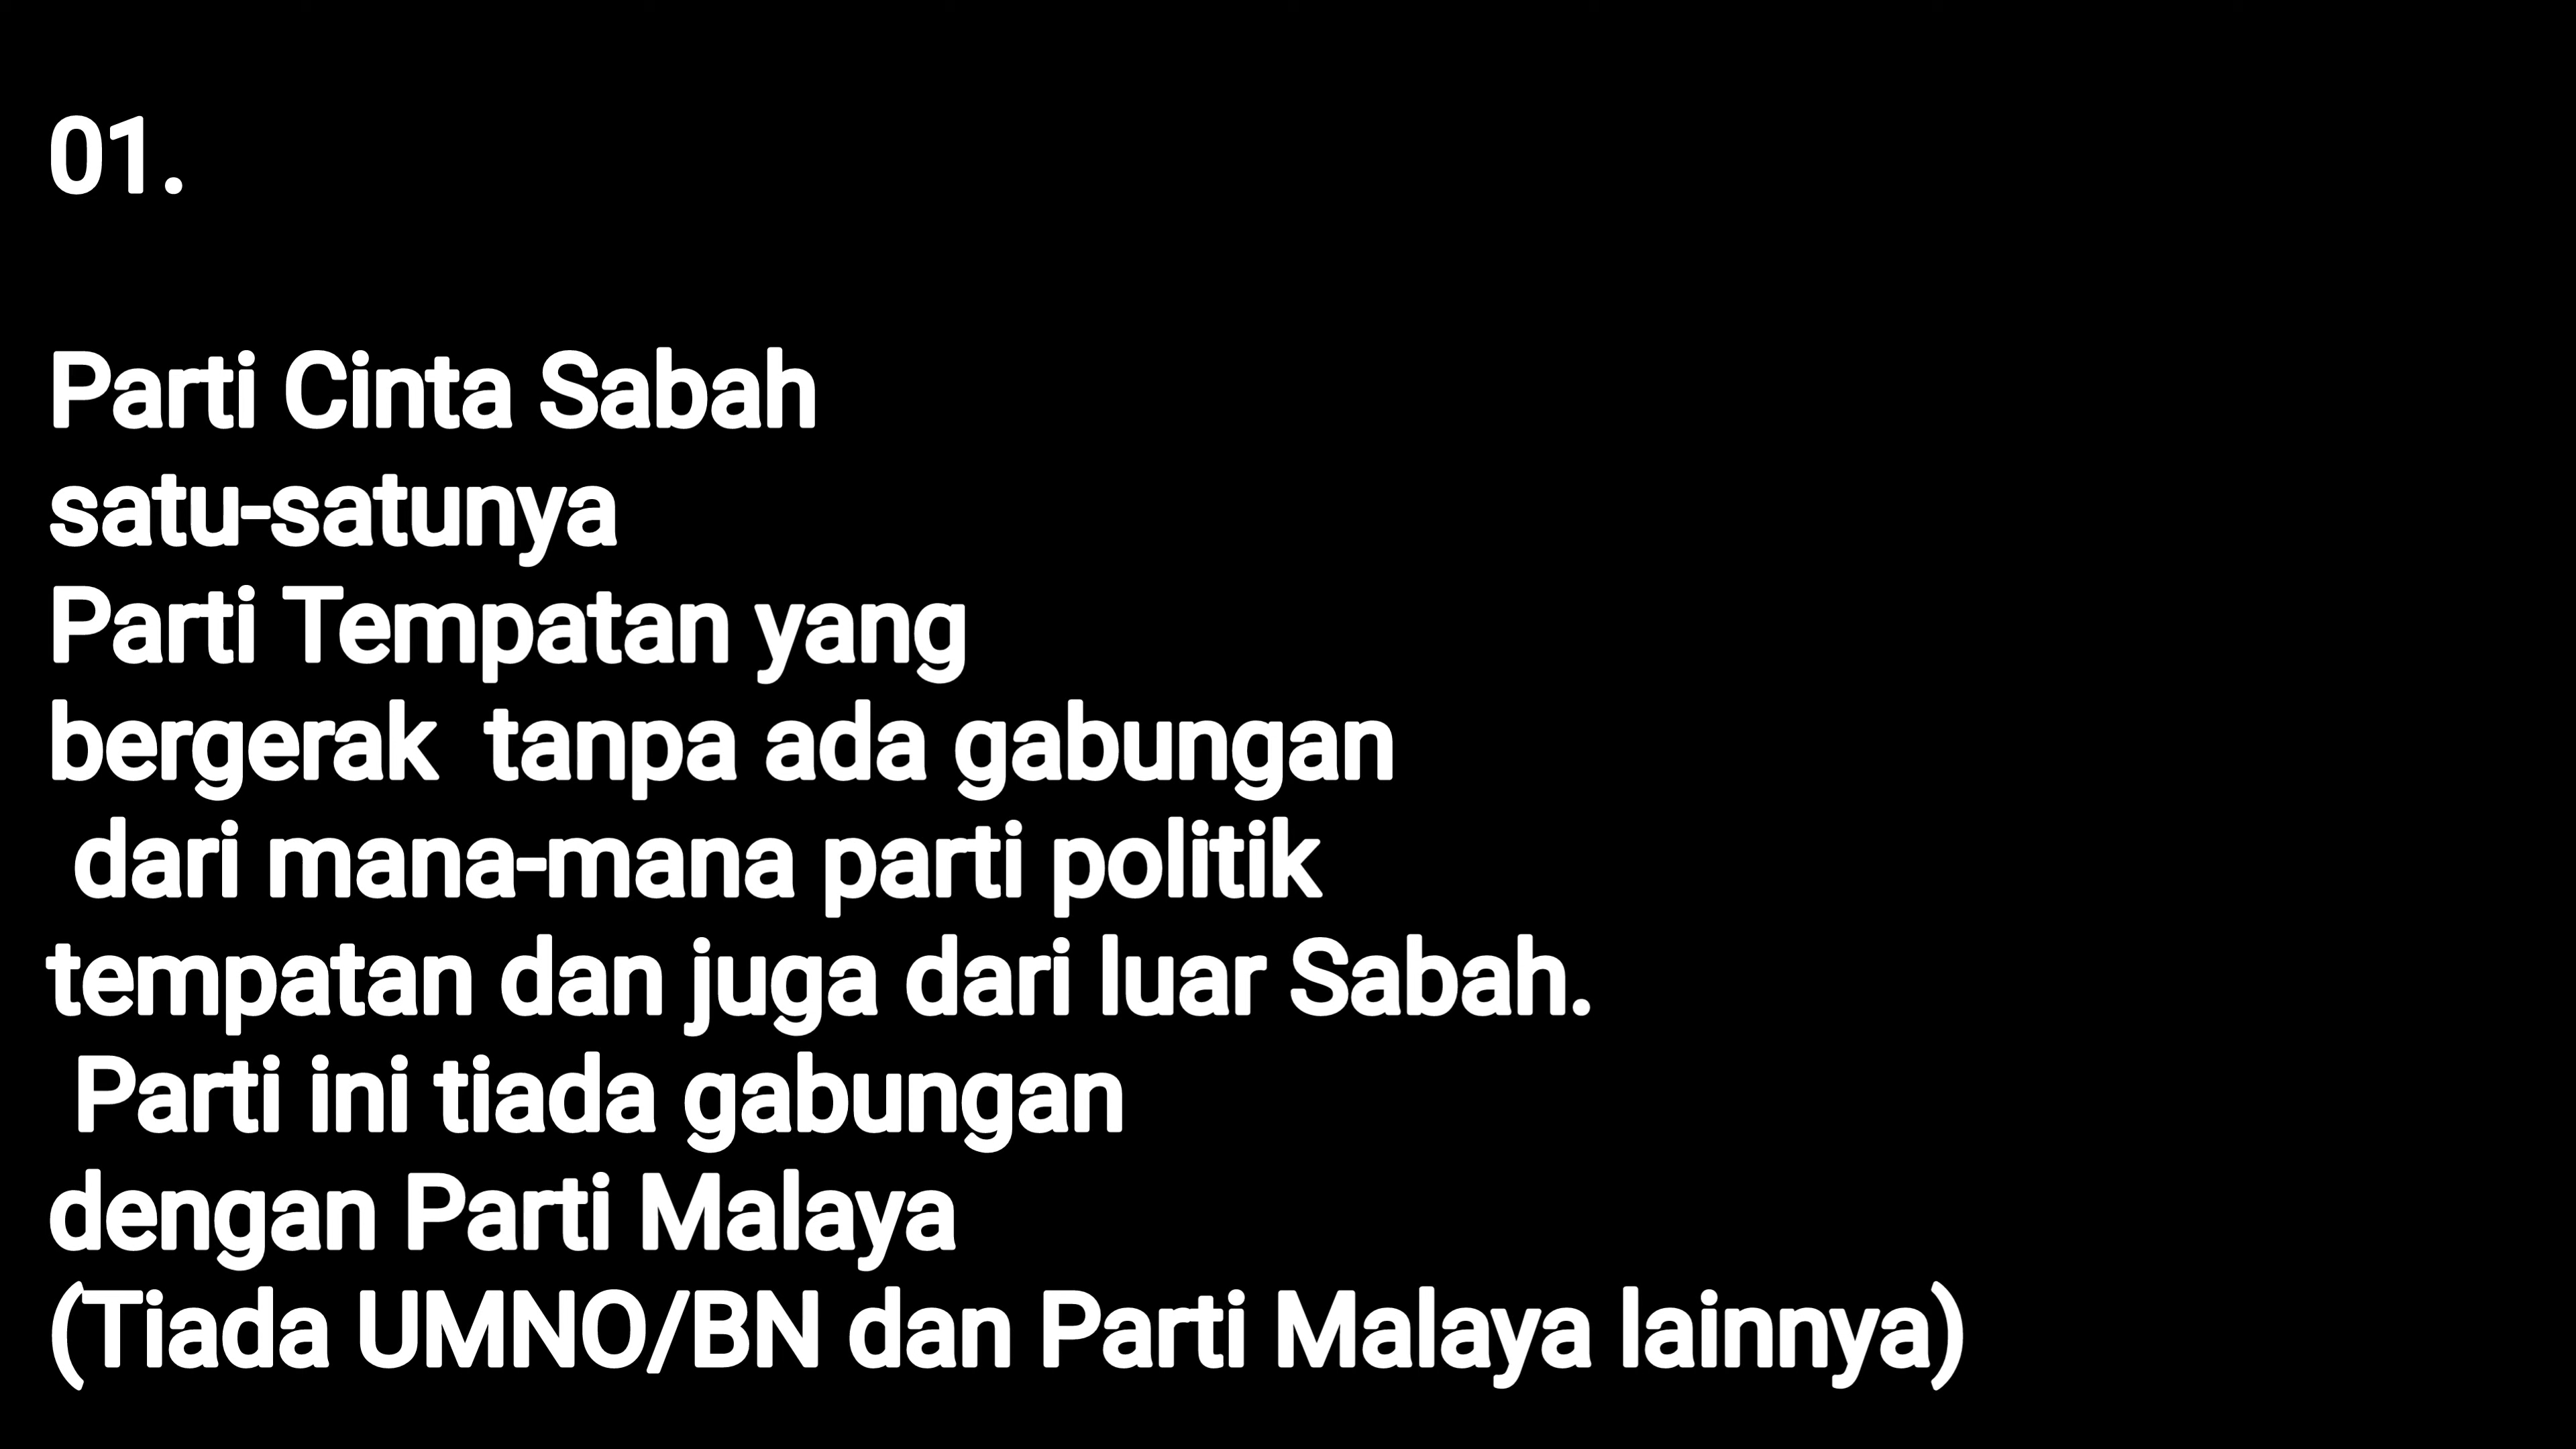 01.
Parti Cinta Sabah
satu-satunya
Parti Tempatan yang
bergerak  tanpa ada gabungan
dari mana-mana parti politik
tempatan dan juga dari luar Sabah.
Parti ini tiada gabungan
dengan Parti Malaya
(Tiada UMNO/BN dan Parti Malaya lainnya)